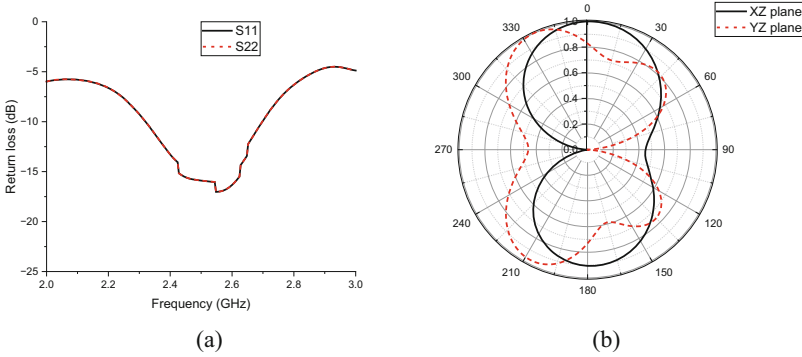 S11
S22
0
−5
−10
−15
−20
−25
Return loss (dB)
2.0 2.2 2.4 2.6 2.8 3.0
Frequency (GHz)
(a)
XZ plane
YZ plane
0
30
60
90
120
150
180
210
240
270
300
330
1.0
0.8
0.6
0.4
0.2
0.0
(b)